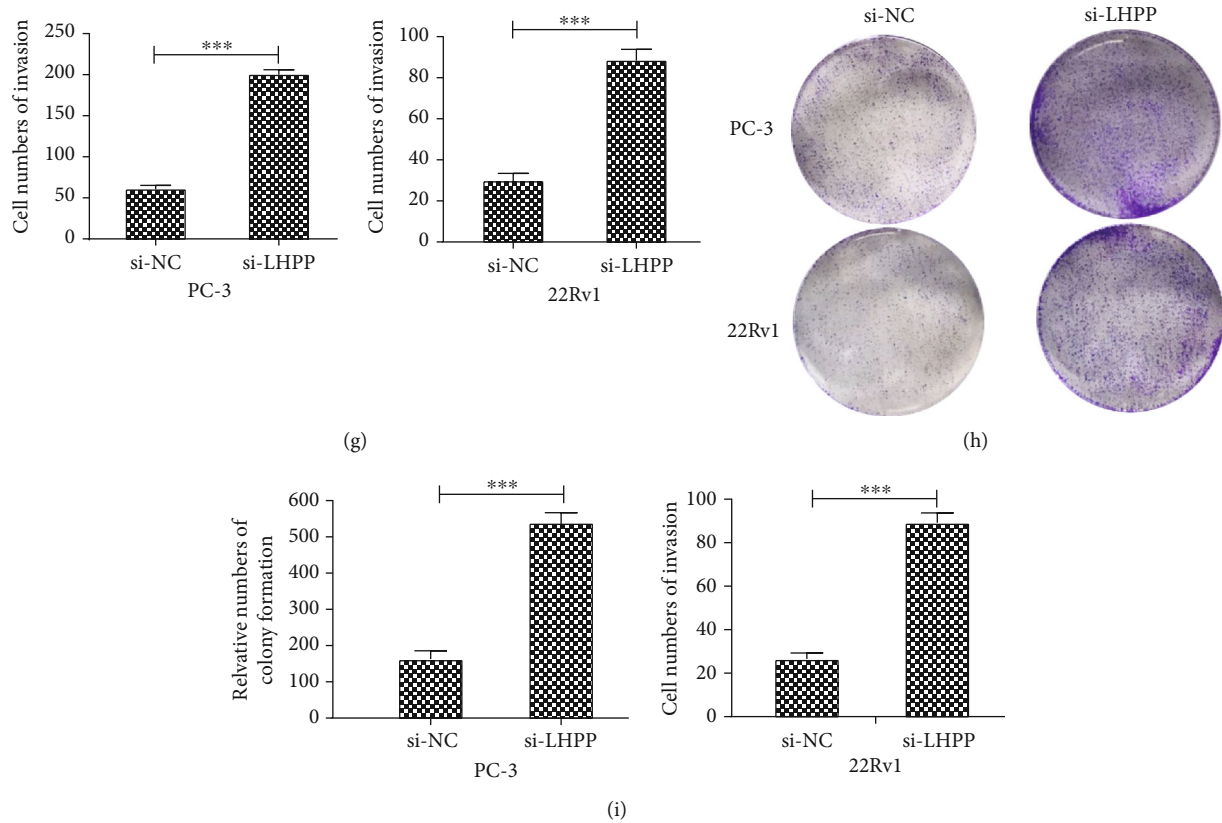 Cell numbers of invasion
250
200
150
100
50
0
***
si-NC
si-LHPP
PC-3
Cell numbers of invasion
100
80
60
40
20
0
***
si-NC
si-LHPP
22Rv1
(g)
si-NC
si-LHPP
PC-3
22Rv1
(h)
Relvative numbers of
colony formation
600
500
400
300
200
100
0
***
si-NC
si-LHPP
PC-3
Cell numbers of invasion
100
80
60
40
20
0
***
si-NC
si-LHPP
22Rv1
(i)